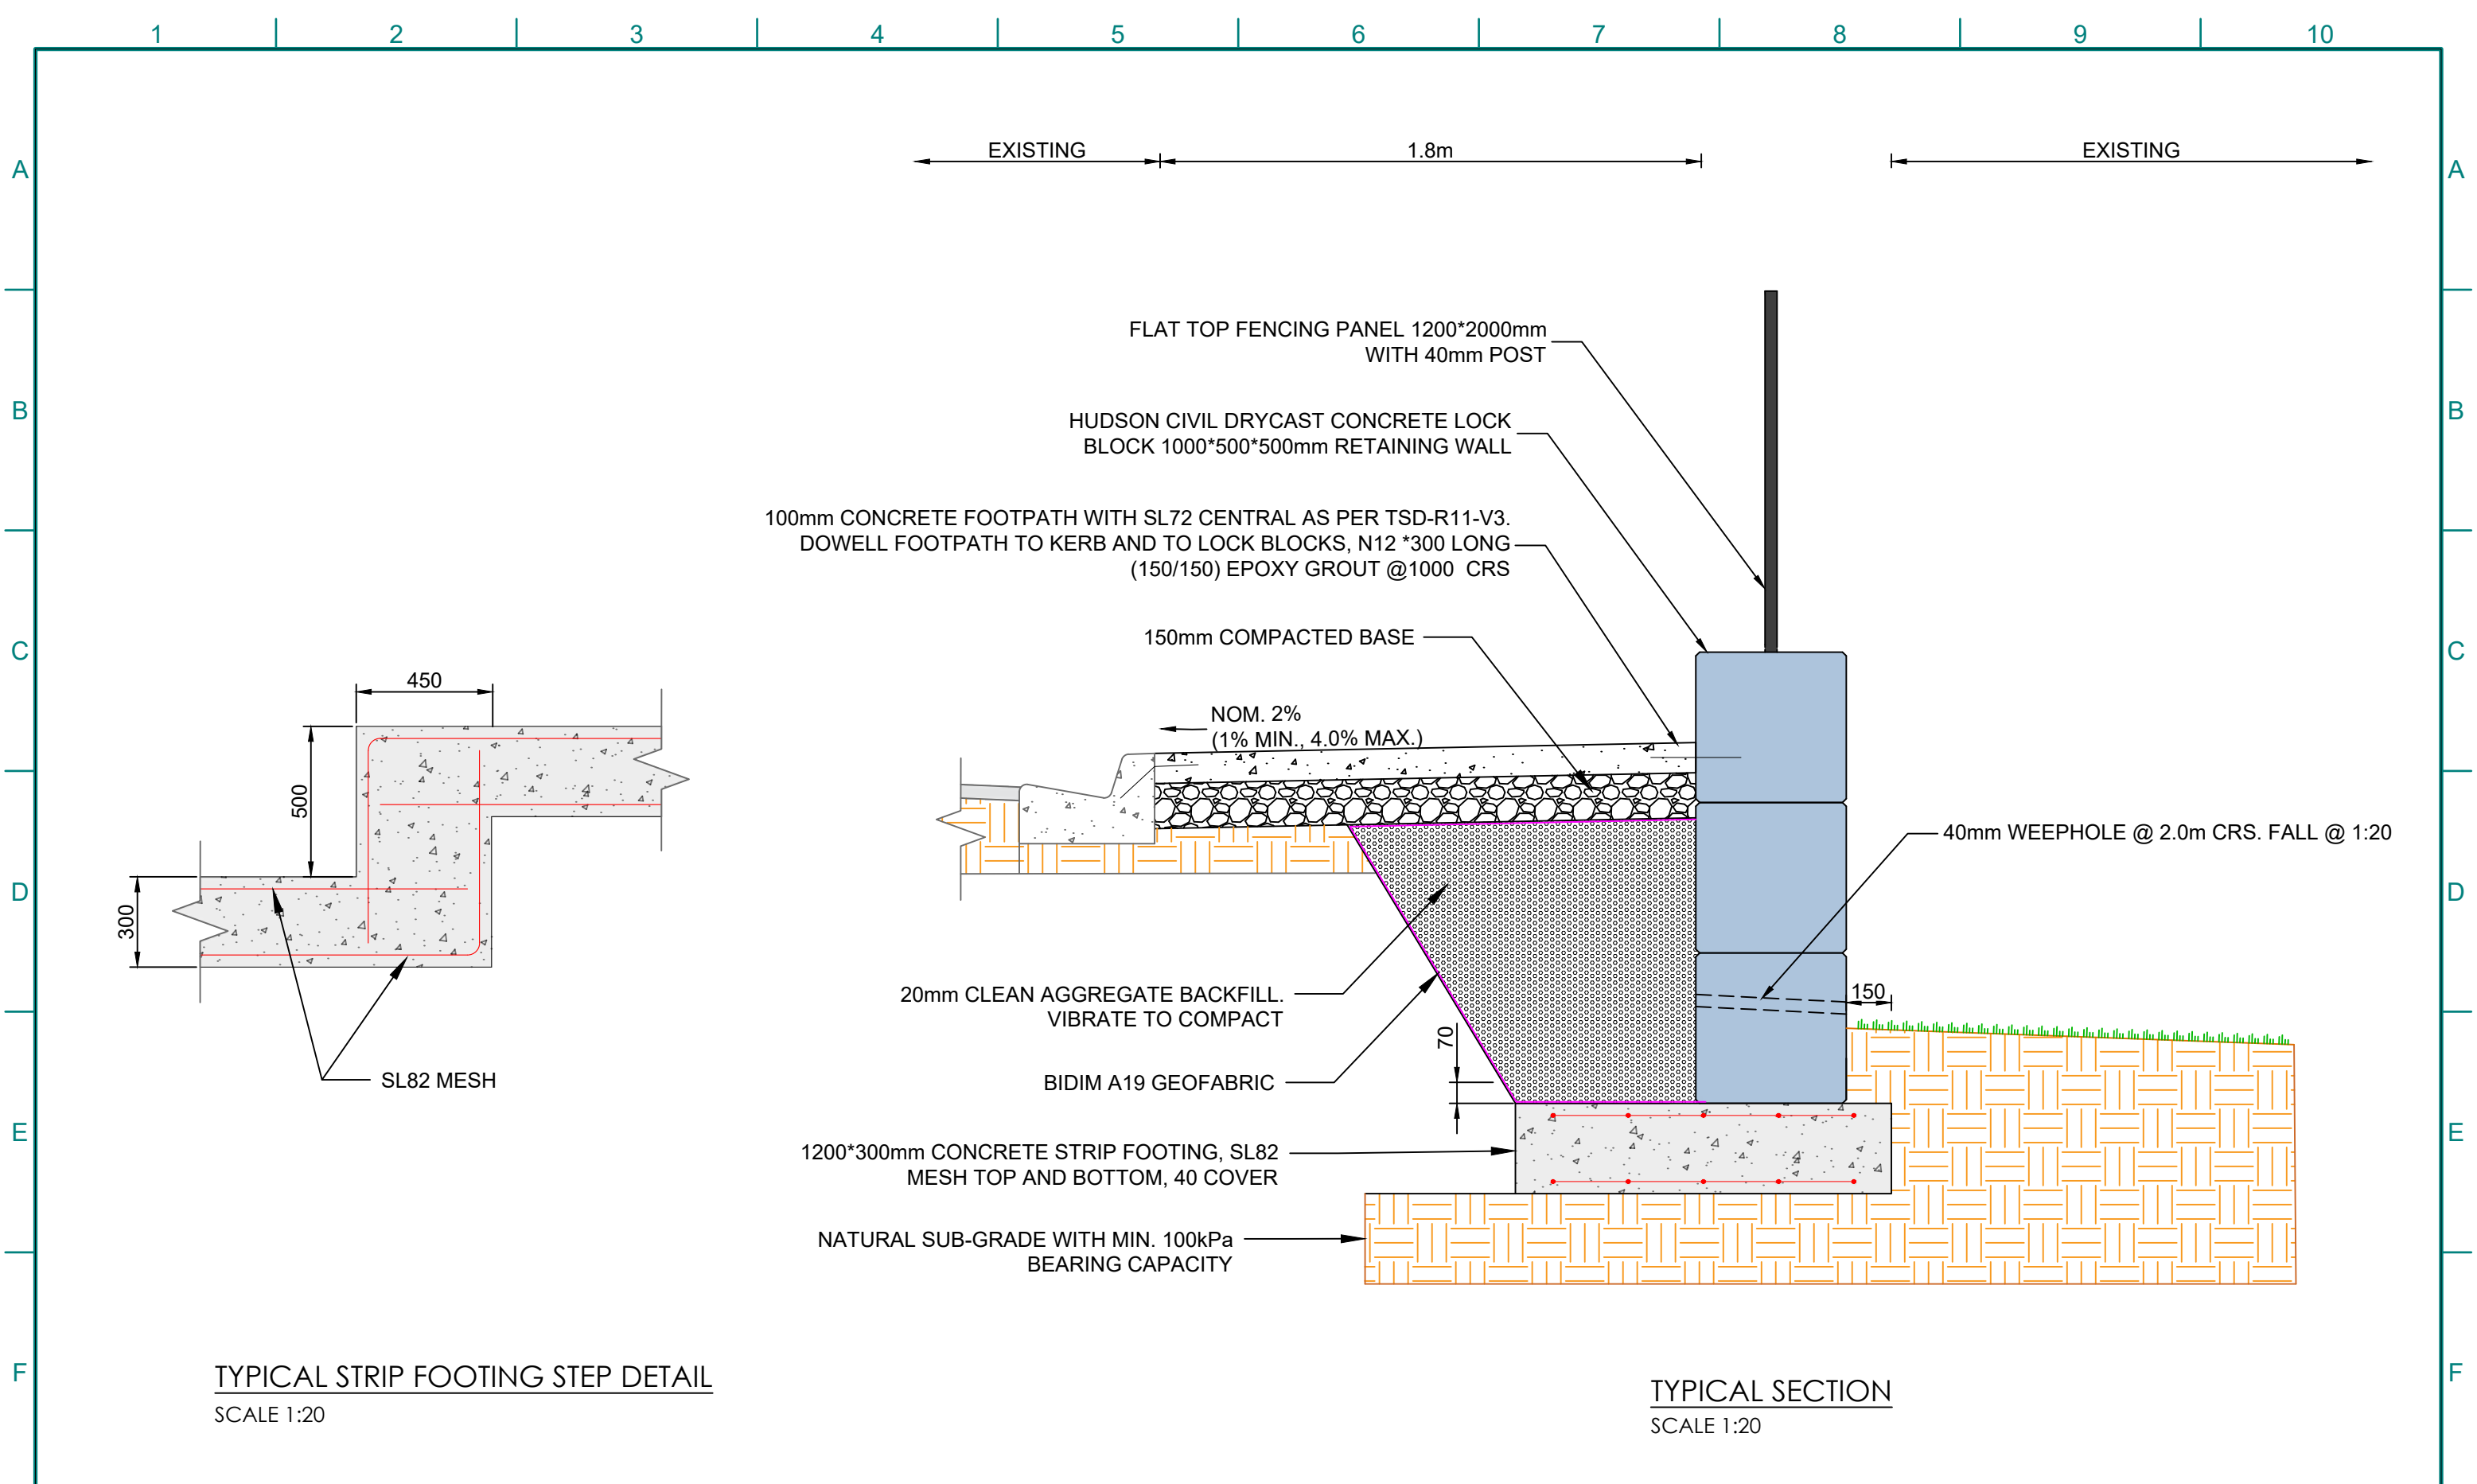 1 2 3 4 5 6 7 8 9 10
A A
B B
C C
D D
E E
F F
EXISTING
1.8m
EXISTING
FLAT TOP FENCING PANEL 1200*2000mm
WITH 40mm POST
HUDSON CIVIL DRYCAST CONCRETE LOCK
BLOCK 1000*500*500mm RETAINING WALL
100mm CONCRETE FOOTPATH WITH SL72 CENTRAL AS PER TSD-R11-V3.
DOWELL FOOTPATH TO KERB AND TO LOCK BLOCKS, N12 *300 LONG
(150/150) EPOXY GROUT @1000 CRS
150mm COMPACTED BASE
NOM. 2%
(1% MIN., 4.0% MAX.)
40mm WEEPHOLE @ 2.0m CRS. FALL @ 1:20
150
20mm CLEAN AGGREGATE BACKFILL.
VIBRATE TO COMPACT
70
BIDIM A19 GEOFABRIC
1200*300mm CONCRETE STRIP FOOTING, SL82
MESH TOP AND BOTTOM, 40 COVER
NATURAL SUB-GRADE WITH MIN. 100kPa
BEARING CAPACITY
450
500
300
SL82 MESH
TYPICAL STRIP FOOTING STEP DETAIL
SCALE 1:20
TYPICAL SECTION
SCALE 1:20